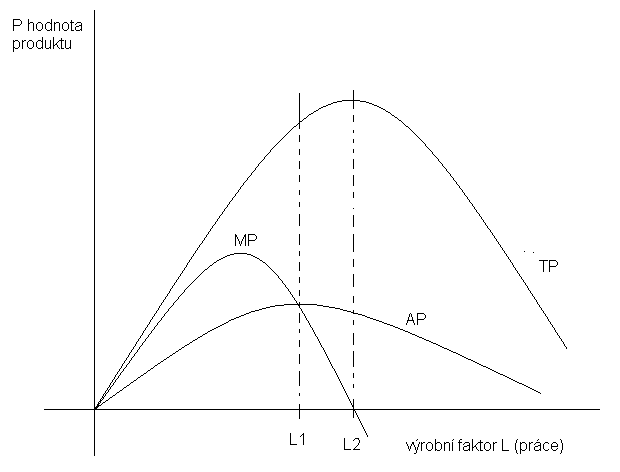 P hodnota
produktu
MP
TP
AP
L1
L2
výrobní faktor L (práce)